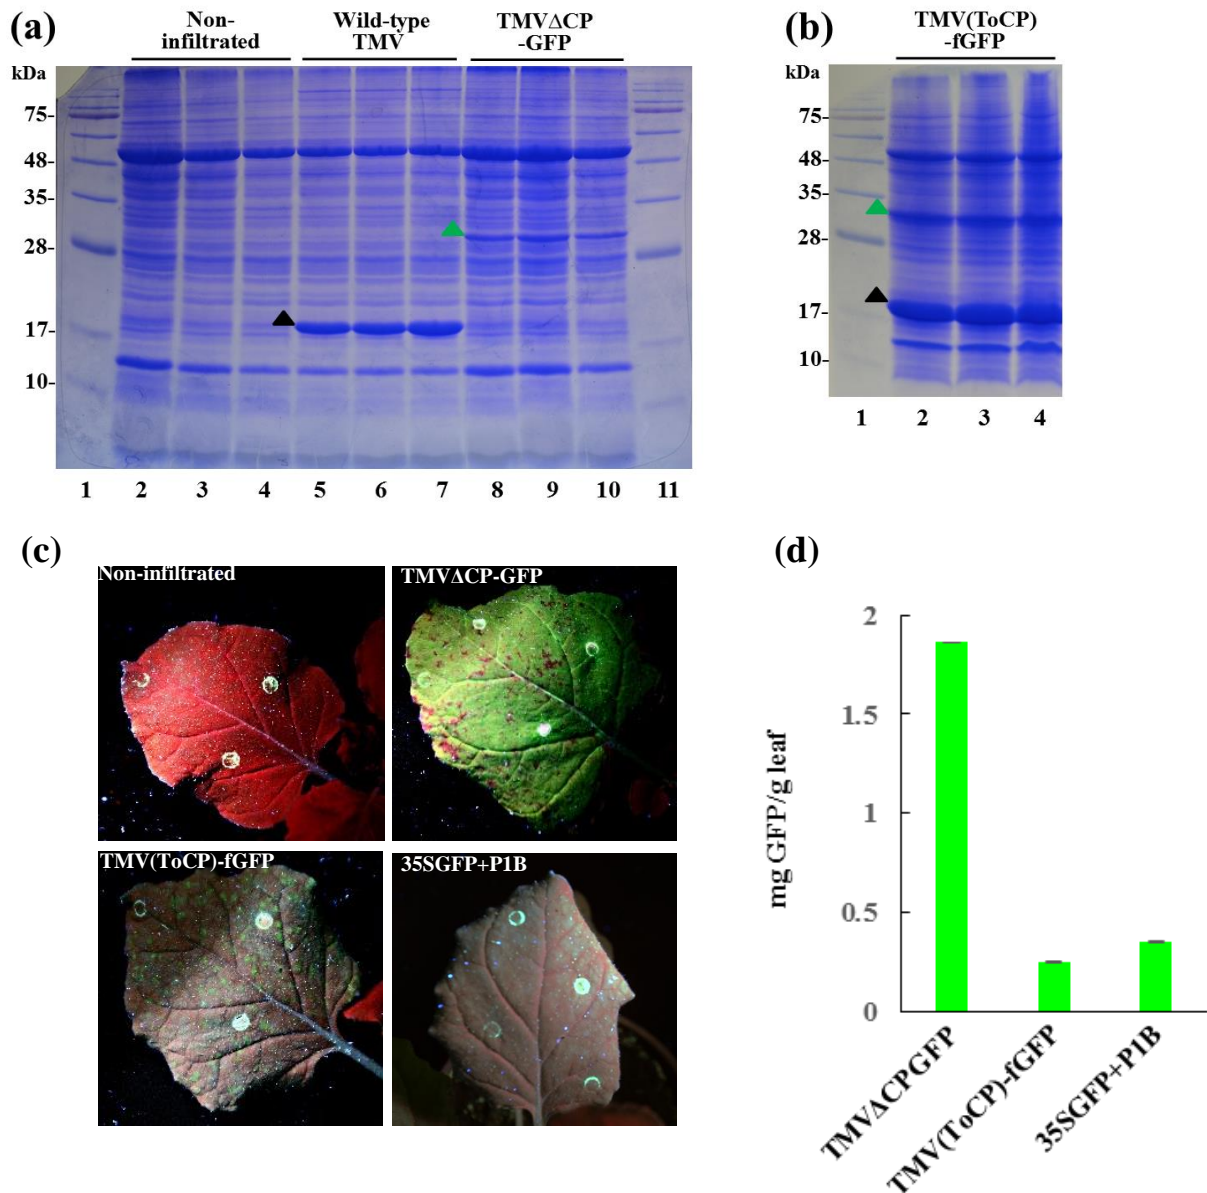 (a)
Non-
infiltrated
Wild-type
TMV
TMVΔCP
-GFP
kDa
75-
48-
35-
28-
17-
10-
1 2 3 4 5 6 7 8 9 10 11
(b)
TMV(ToCP)
-fGFP
kDa
75-
48-
35-
28-
17-
10-
1 2 3 4
(c)
Non-infiltrated
TMVΔCP-GFP
TMV(ToCP)-fGFP
35SGFP+P1B
(d)
mg GFP/g leaf
2
1.5
1
0.5
0
TMVΔCPGFP
TMV(ToCP)-fGFP
35SGFP+P1B